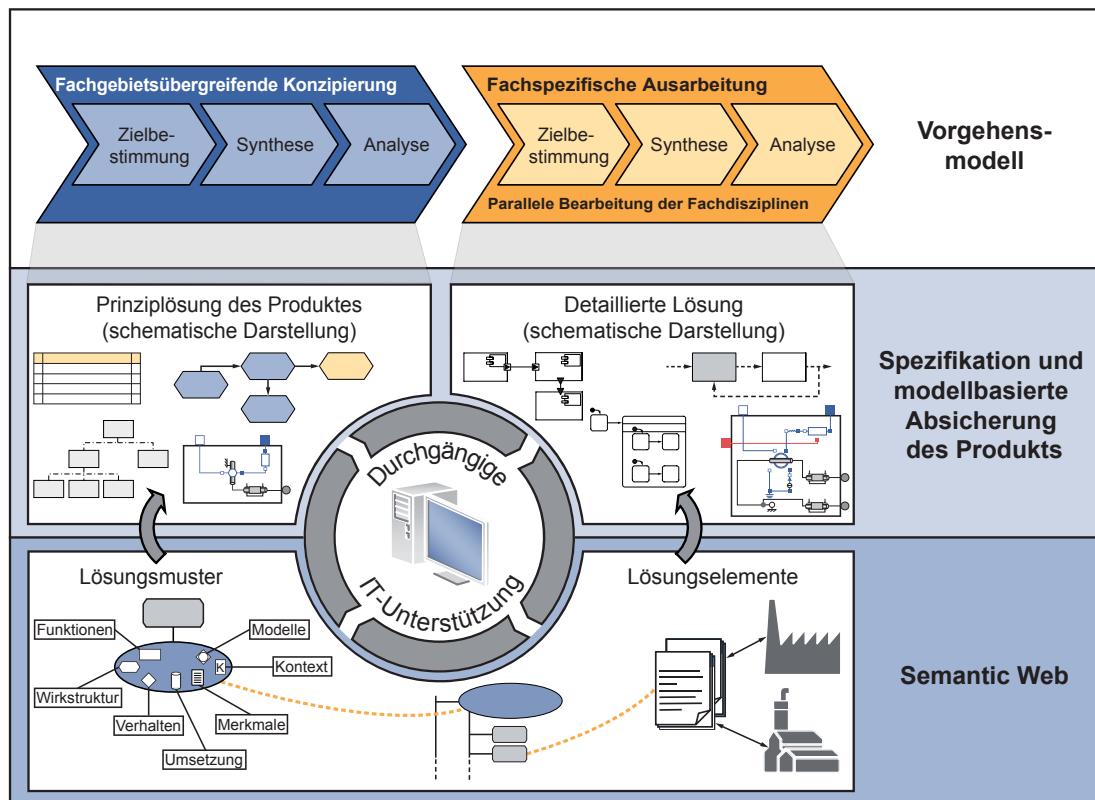 Fachgebietsübergreifende Konzipierung
Zielbe-
stimmung
Synthese
Analyse
Fachspezifische Ausarbeitung
Zielbe-
stimmung
Synthese
Analyse
Parallele Bearbeitung der Fachdisziplinen
Vorgehens-
modell
Prinziplösung des Produktes
(schematische Darstellung)
Detaillierte Lösung
(schematische Darstellung)
Spezifikation und
modellbasierte
Absicherung
des Produkts
Durchgängige
IT-Unterstützung
Lösungsmuster
Funktionen
Modelle
K
Kontext
Wirkstruktur
Verhalten
Merkmale
Umsetzung
Lösungselemente
Semantic Web